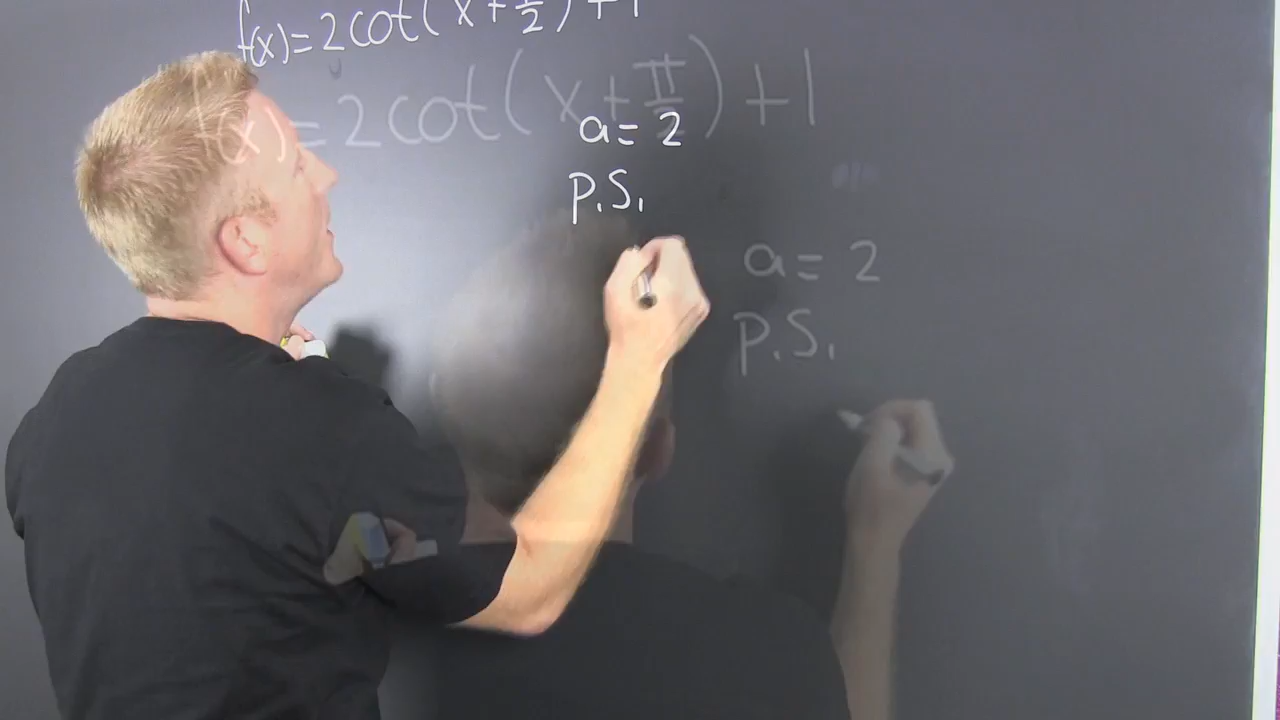 f(x)=2cot(x+π/2)+1
f(x)=2cot(x+π/2)+1
a=2
P.S.
a=2
P.S.